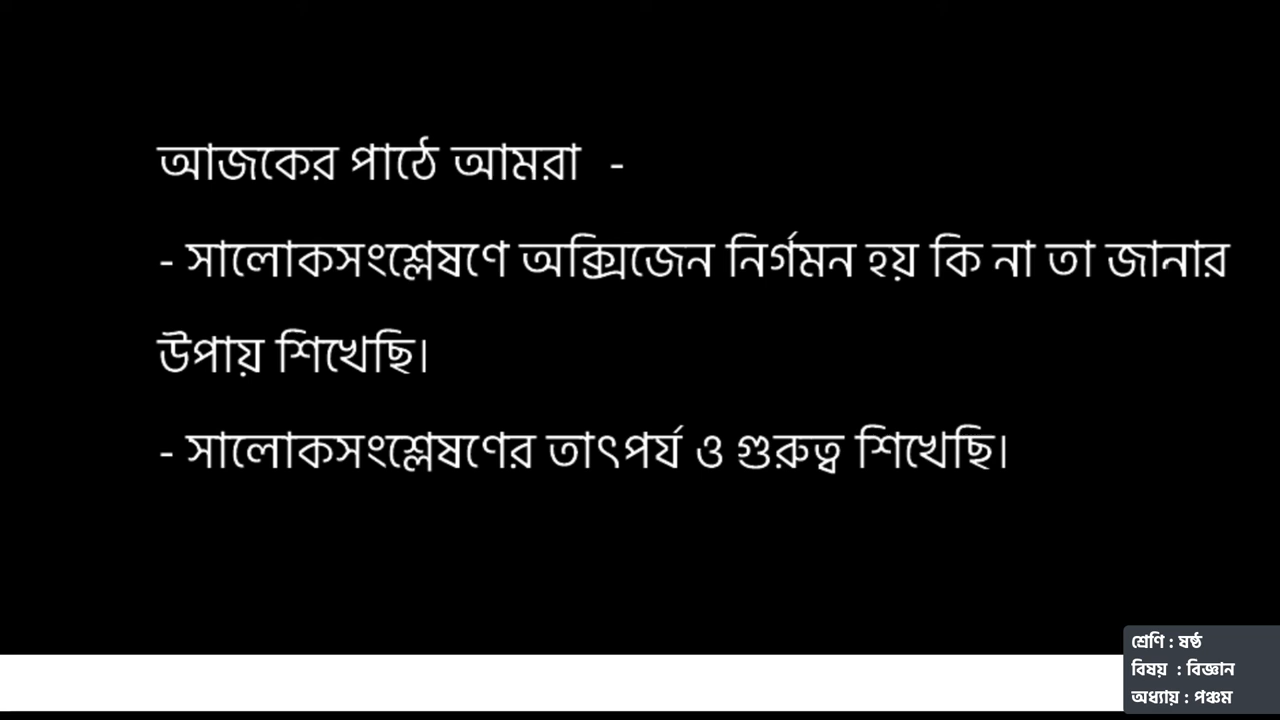 আজকের পাঠে আমরা -
- সালোকসংশ্লেষণে অক্সিজেন নির্গমন হয় কি না তা জানার
উপায় শিখেছি।
- সালোকসংশ্লেষণের তাৎপর্য ও গুরুত্ব শিখেছি।
শ্রেণি : ষষ্ঠ
বিষয় : বিজ্ঞান
অধ্যায় : পঞ্চম